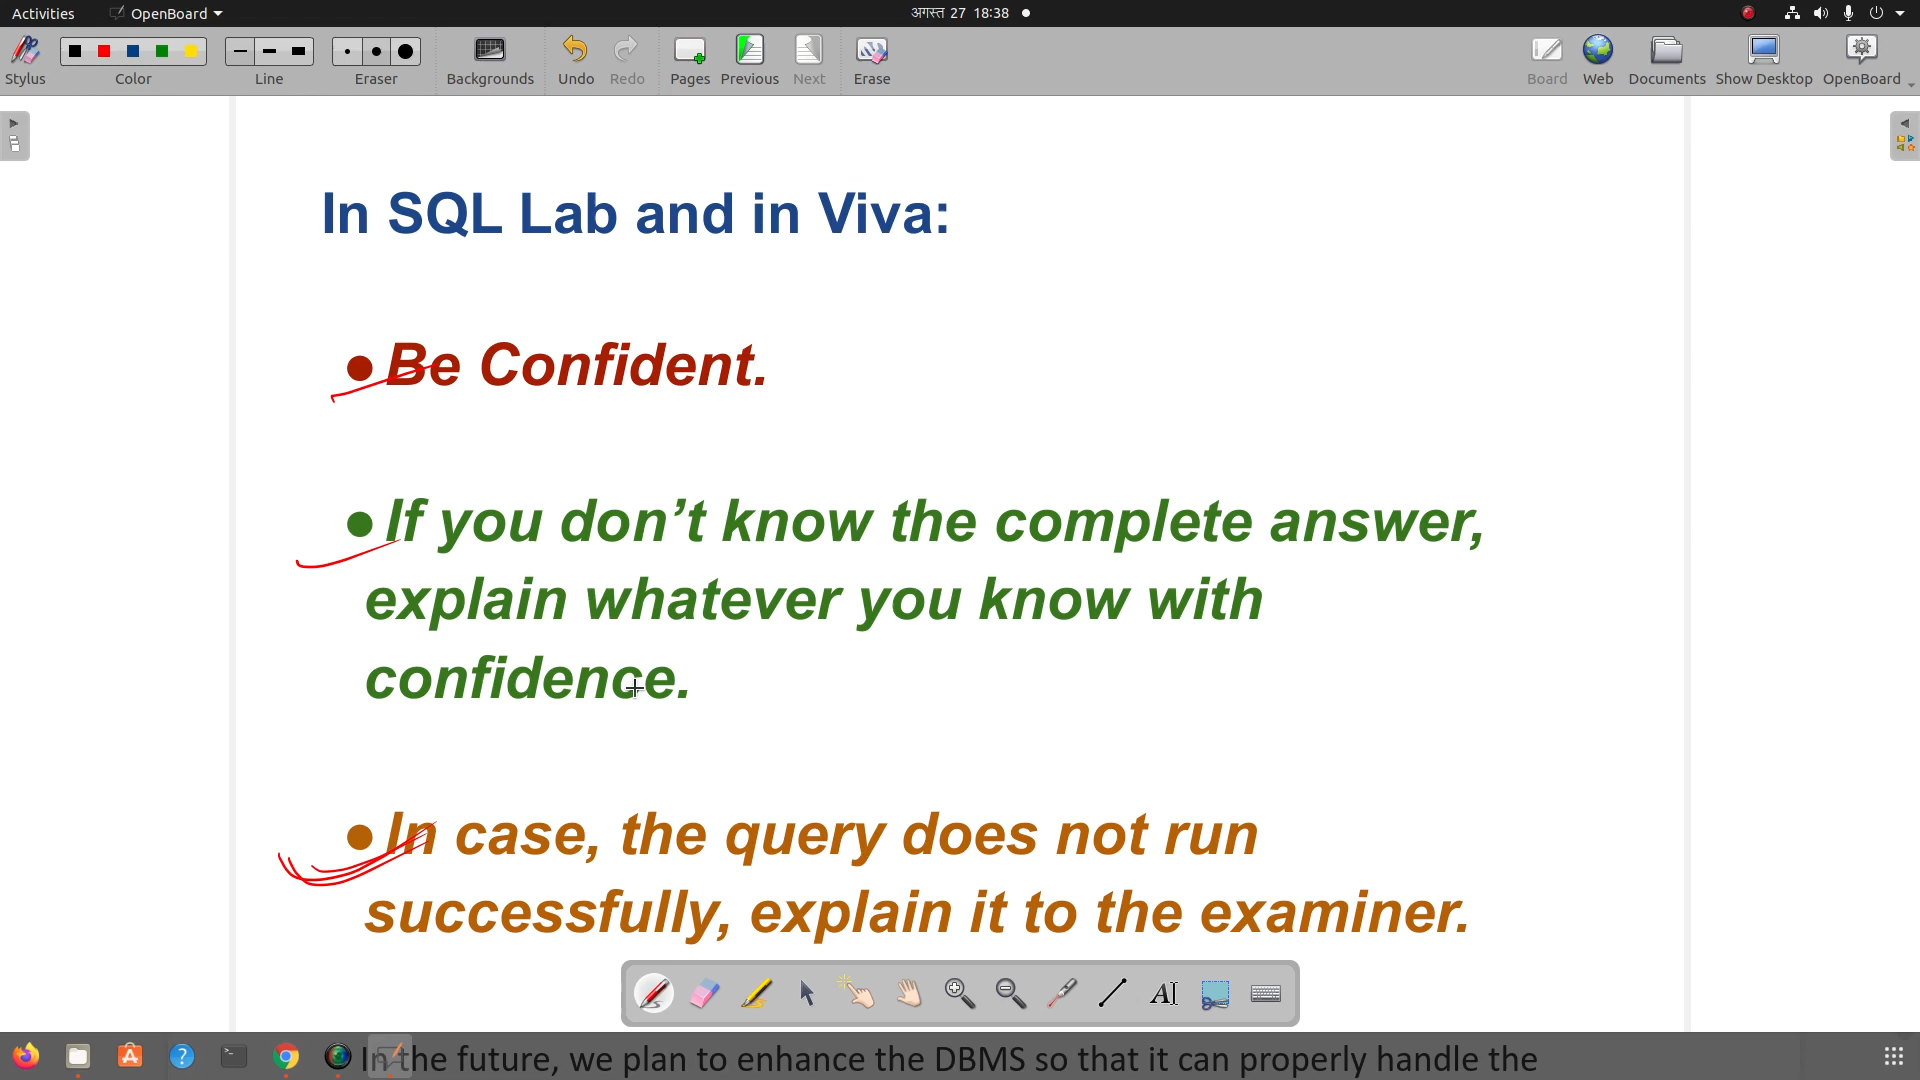 Activities OpenBoard अगस्त 27 18:38
Stylus Color Line Eraser Backgrounds Undo Redo Pages Previous Next Erase Board Web Documents Show Desktop OpenBoard
In SQL Lab and in Viva:
● Be Confident.
● If you don’t know the complete answer,
explain whatever you know with
confidence.
● In case, the query does not run
successfully, explain it to the examiner.
AI
In the future, we plan to enhance the DBMS so that it can properly handle the